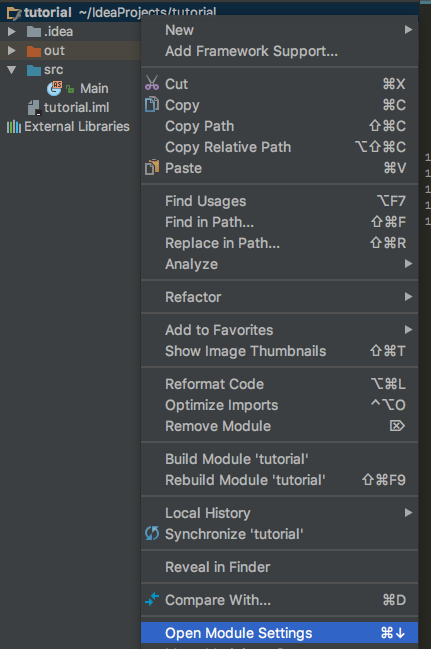 tutorial ~/IdeaProjects/tutorial
.idea
out
src
Main
tutorial.iml
External Libraries
New
Add Framework Support...
Cut ⌘X
Copy ⌘C
Copy Path ⇧⌘C
Copy Relative Path ⌥⇧⌘C
Paste ⌘V
Find Usages ⌥F7
Find in Path... ⇧⌘F
Replace in Path... ⇧⌘R
Analyze
Refactor
Add to Favorites
Show Image Thumbnails ⇧⌘T
Reformat Code ⌥⌘L
Optimize Imports ^⌥O
Remove Module ⌦
Build Module 'tutorial'
Rebuild Module 'tutorial' ⇧⌘F9
Local History
Synchronize 'tutorial'
Reveal in Finder
Compare With... ⌘D
Open Module Settings ⌘↓